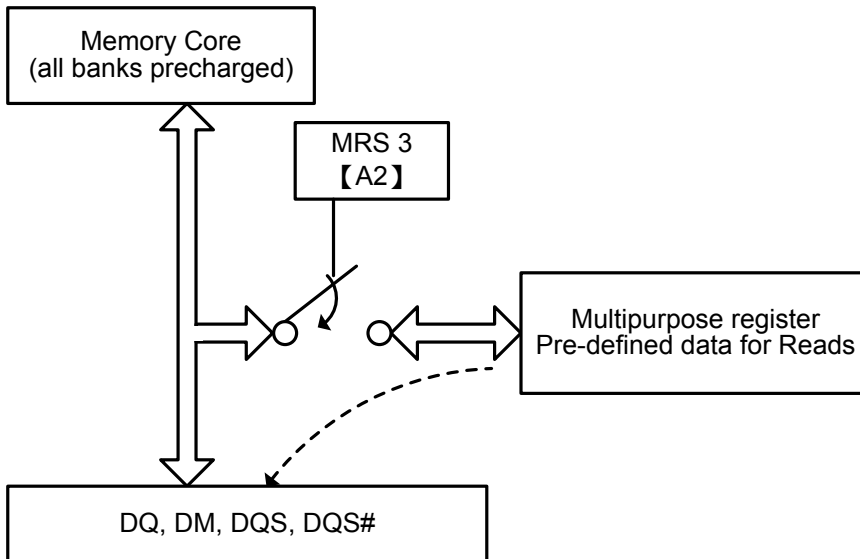 Memory Core
(all banks precharged)
MRS 3
【A2】
Multipurpose register
Pre-defined data for Reads
DQ, DM, DQS, DQS#